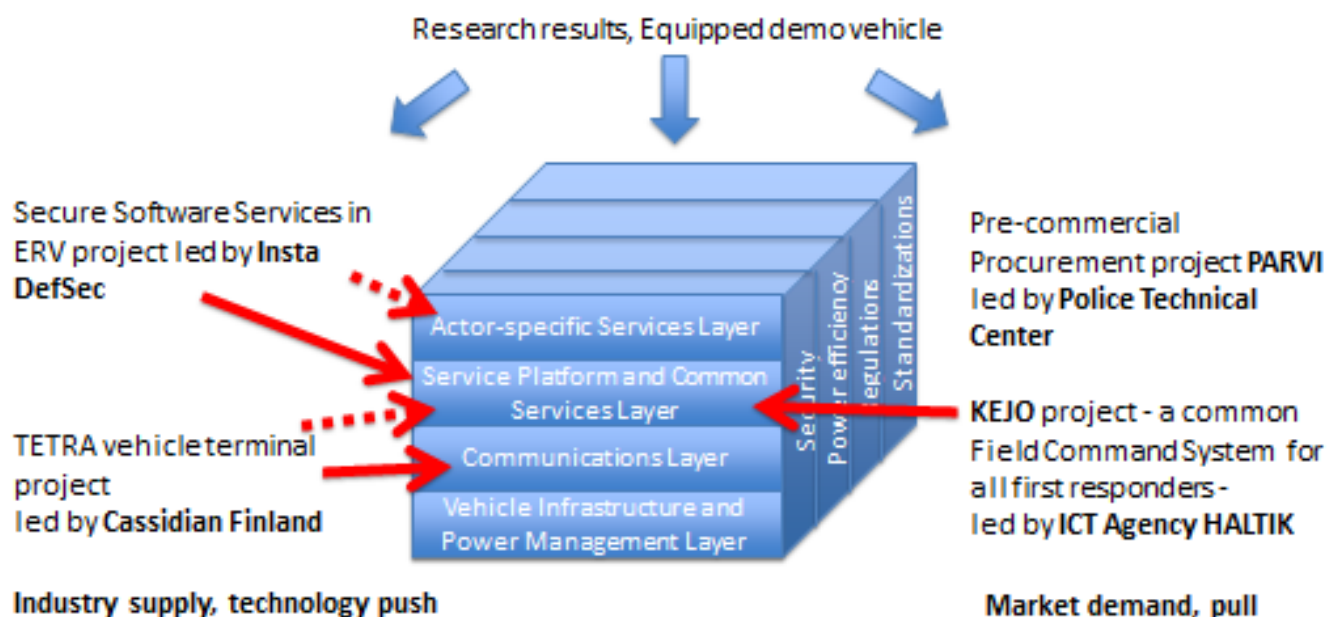 Research results, Equipped demo vehicle
Secure Software Services in
ERV project led by Insta
DefSec
TETRA vehicle terminal
project
led by Cassidian Finland
Industry supply, technology push
Actor-specific Services Layer
Service Platform and Common
Services Layer
Communications Layer
Vehicle Infrastructure and
Power Management Layer
Security
Power efficiency
Regulations
Standardizations
Pre-commercial
Procurement project PARVI
led by Police Technical
Center
KEJO project - a common
Field Command System for
all first responders -
led by ICT Agency HALTIK
Market demand, pull